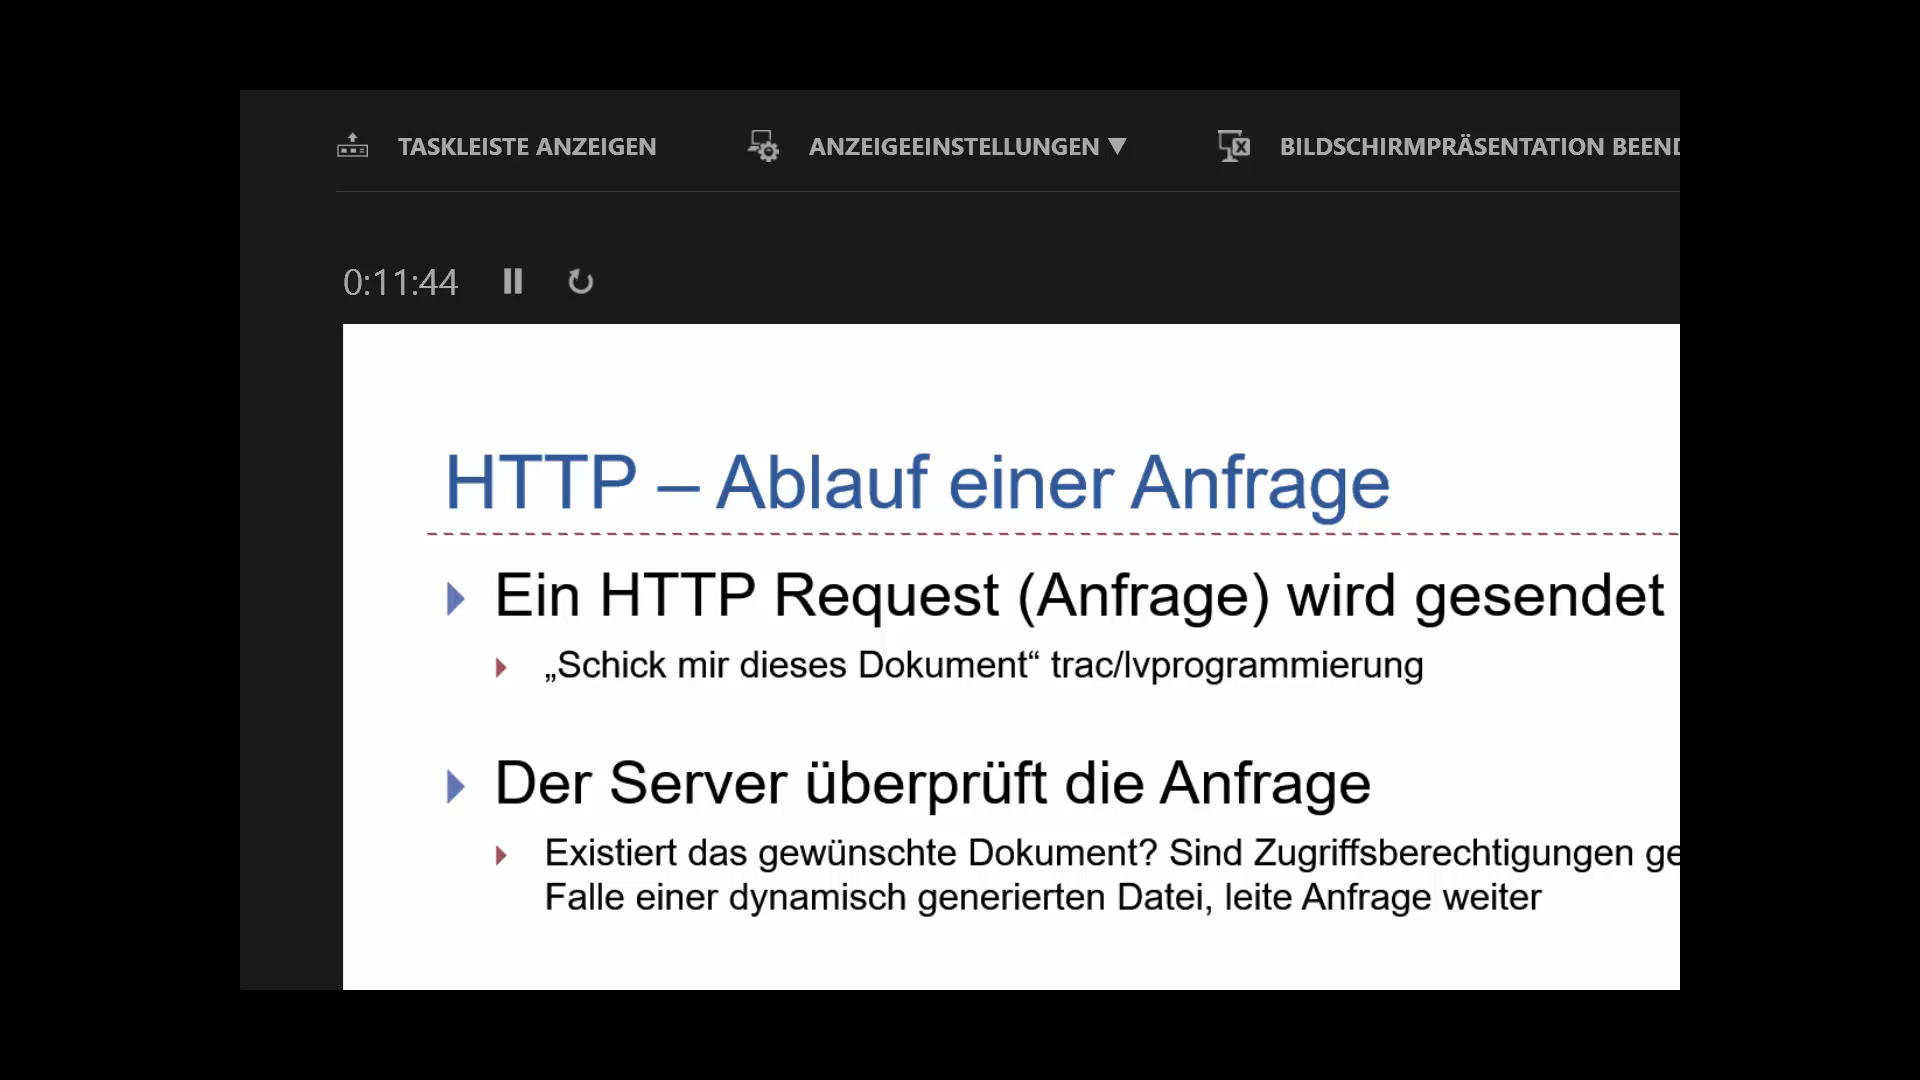 TASKLEISTE ANZEIGEN ANZEIGEEINSTELLUNGEN ▼ BILDSCHIRMPRÄSENTATION
0:11:44
HTTP – Ablauf einer Anfrage
Ein HTTP Request (Anfrage) wird gesendet
„Schick mir dieses Dokument“ trac/lvprogrammierung
Der Server überprüft die Anfrage
Existiert das gewünschte Dokument? Sind Zugriffsberechtigungen
Falle einer dynamisch generierten Datei, leite Anfrage weiter